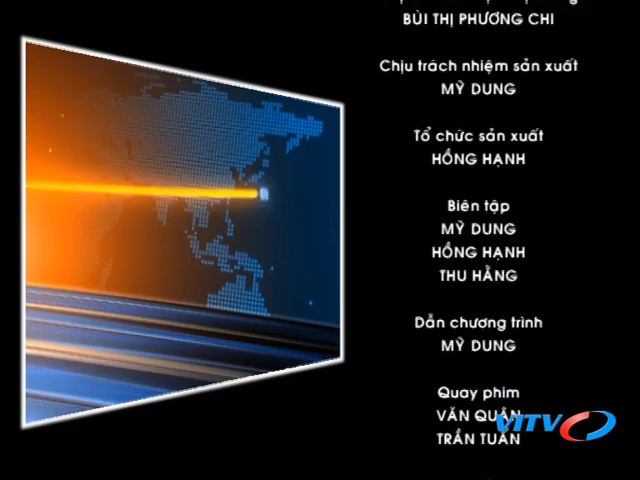 BÙI THỊ PHƯƠNG CHI
Chịu trách nhiệm sản xuất
MỸ DUNG
Tổ chức sản xuất
HỒNG HẠNH
Biên tập
MỸ DUNG
HỒNG HẠNH
THU HẰNG
Dẫn chương trình
MỸ DUNG
Quay phim
VĂN QUÂN
TRẦN TUẤN
VITV